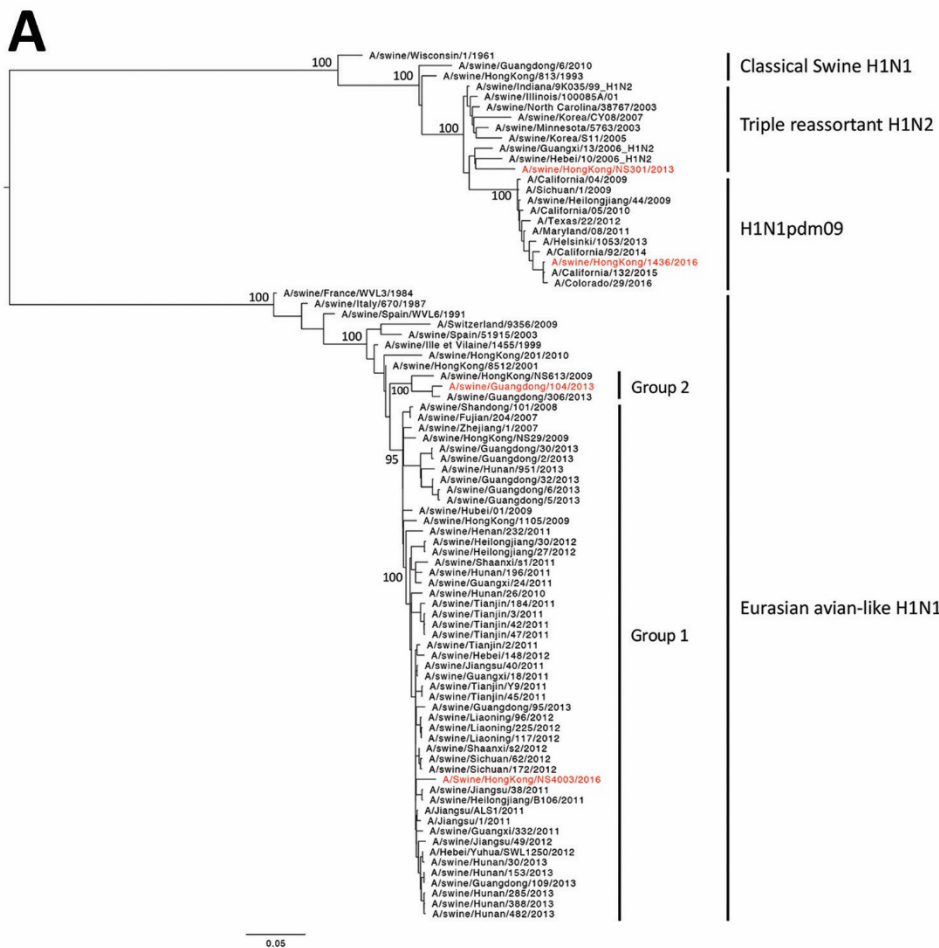 A
100
A/swine/Wisconsin/1/1961
100
A/swine/Guangdong/6/2010
A/swine/HongKong/813/1993
Classical Swine H1N1
A/swine/Indiana/9K035/99_H1N2
A/swine/Illinois/100085A/01
A/swine/North Carolina/38767/2003
A/swine/Korea/CY08/2007
100
A/swine/Minnesota/5763/2003
A/swine/Korea/S11/2005
A/swine/Guangxi/13/2006_H1N2
A/swine/Hebei/10/2006_H1N2
A/swine/HongKong/NS301/2013
Triple reassortant H1N2
A/California/04/2009
100
A/Sichuan/1/2009
A/swine/Heilongjiang/44/2009
A/California/05/2010
A/Texas/22/2012
A/Maryland/08/2011
A/Helsinki/1053/2013
A/California/92/2014
A/swine/HongKong/1436/2016
A/California/132/2015
A/Colorado/29/2016
H1N1pdm09
100
A/swine/France/WVL3/1984
A/swine/Italy/670/1987
A/swine/Spain/WVL6/1991
A/Switzerland/9356/2009
100
A/swine/Spain/51915/2003
A/swine/Ille et Vilaine/1455/1999
A/swine/HongKong/201/2010
A/swine/HongKong/8512/2001
A/swine/HongKong/NS613/2009
100
A/swine/Guangdong/104/2013
A/swine/Guangdong/306/2013
Group 2
A/swine/Shandong/101/2008
A/swine/Fujian/204/2007
A/swine/Zhejiang/1/2007
A/swine/HongKong/NS29/2009
95
A/swine/Guangdong/30/2013
A/swine/Guangdong/2/2013
A/swine/Hunan/951/2013
A/swine/Guangdong/32/2013
A/swine/Guangdong/6/2013
A/swine/Guangdong/5/2013
A/swine/Hubei/01/2009
A/swine/HongKong/1105/2009
A/swine/Henan/232/2011
A/swine/Heilongjiang/30/2012
A/swine/Heilongjiang/27/2012
A/swine/Shaanxi/s1/2011
100
A/swine/Hunan/196/2011
A/swine/Guangxi/24/2011
A/swine/Hunan/26/2010
A/swine/Tianjin/184/2011
A/swine/Tianjin/3/2011
A/swine/Tianjin/42/2011
A/swine/Tianjin/47/2011
A/swine/Tianjin/2/2011
A/swine/Hebei/148/2012
A/swine/Jiangsu/40/2011
A/swine/Guangxi/18/2011
A/swine/Tianjin/Y9/2011
A/swine/Tianjin/45/2011
A/swine/Guangdong/95/2013
A/swine/Liaoning/96/2012
A/swine/Liaoning/225/2012
A/swine/Liaoning/117/2012
A/swine/Shaanxi/s2/2012
A/swine/Sichuan/62/2012
A/swine/Sichuan/172/2012
A/Swine/HongKong/NS4003/2016
A/swine/Jiangsu/38/2011
A/swine/Heilongjiang/B106/2011
A/Jiangsu/ALS1/2011
A/Jiangsu/1/2011
A/swine/Guangxi/332/2011
A/swine/Jiangsu/49/2012
A/Hebei/Yuhua/SWL1250/2012
A/swine/Hunan/30/2013
A/swine/Hunan/153/2013
A/swine/Guangdong/109/2013
A/swine/Hunan/285/2013
A/swine/Hunan/388/2013
A/swine/Hunan/482/2013
Group 1
Eurasian avian-like H1N1
0.05